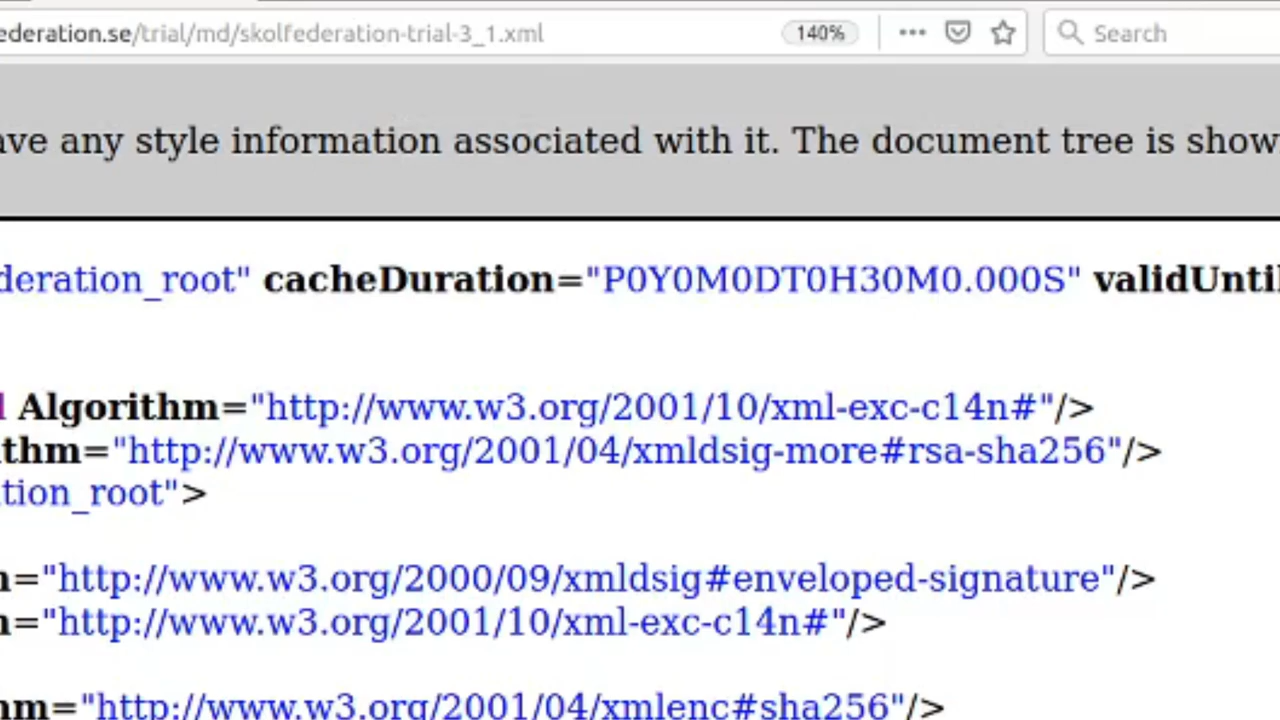 ederation.se/trial/md/skolfederation-trial-3_1.xml 140% ••• Search
ave any style information associated with it. The document tree is show
deration_root" cacheDuration="P0Y0M0DT0H30M0.000S" validUntil
l Algorithm="http://www.w3.org/2001/10/xml-exc-c14n#"/>
ithm="http://www.w3.org/2001/04/xmldsig-more#rsa-sha256"/>
tion_root">
n="http://www.w3.org/2000/09/xmldsig#enveloped-signature"/>
n="http://www.w3.org/2001/10/xml-exc-c14n#"/>
hm="http://www.w3.org/2001/04/xmlenc#sha256"/>